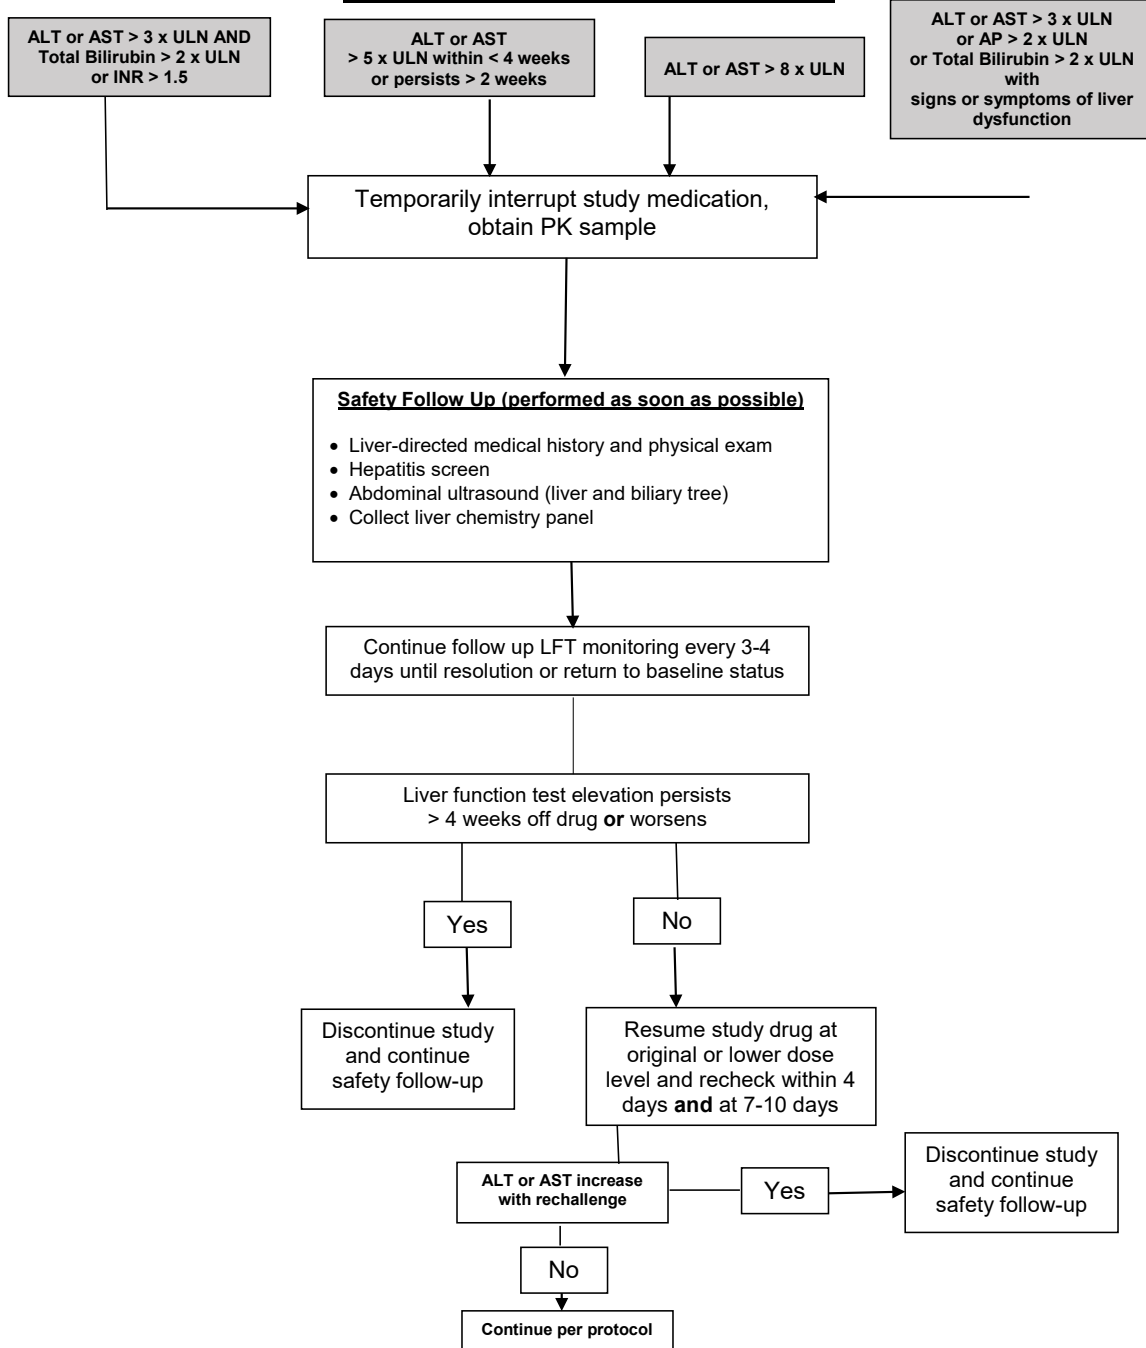 ALT or AST > 3 x ULN AND
Total Bilirubin > 2 x ULN
or INR > 1.5
ALT or AST
> 5 x ULN within < 4 weeks
or persists > 2 weeks
ALT or AST > 8 x ULN
ALT or AST > 3 x ULN
or AP > 2 x ULN
or Total Bilirubin > 2 x ULN
with
signs or symptoms of liver
dysfunction
Temporarily interrupt study medication,
obtain PK sample
Safety Follow Up (performed as soon as possible)
• Liver-directed medical history and physical exam
• Hepatitis screen
• Abdominal ultrasound (liver and biliary tree)
• Collect liver chemistry panel
Continue follow up LFT monitoring every 3-4
days until resolution or return to baseline status
Liver function test elevation persists
> 4 weeks off drug or worsens
Yes
No
Discontinue study
and continue
safety follow-up
Resume study drug at
original or lower dose
level and recheck within 4
days and at 7-10 days
ALT or AST increase
with rechallenge
Yes
Discontinue study
and continue
safety follow-up
No
Continue per protocol